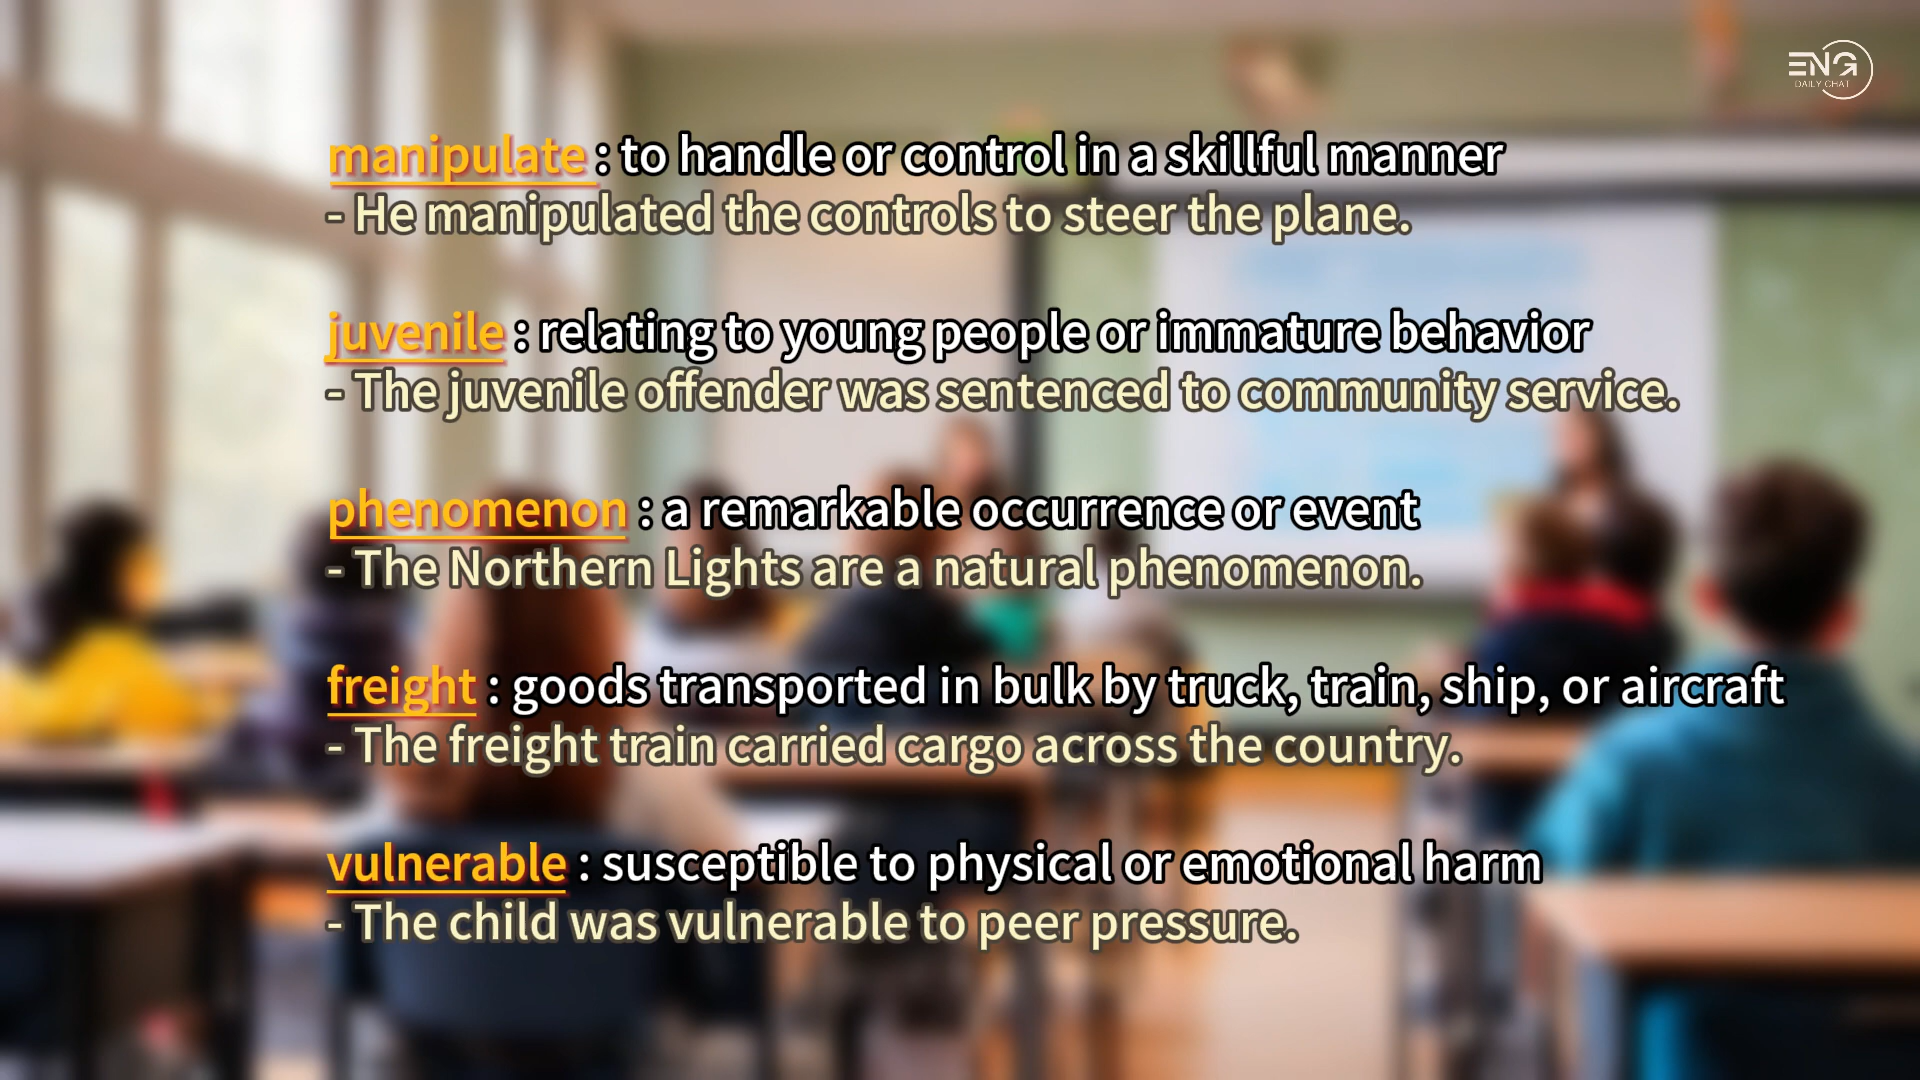 ENG
DAILY CHAT
manipulate : to handle or control in a skillful manner
- He manipulated the controls to steer the plane.
juvenile : relating to young people or immature behavior
- The juvenile offender was sentenced to community service.
phenomenon : a remarkable occurrence or event
- The Northern Lights are a natural phenomenon.
freight : goods transported in bulk by truck, train, ship, or aircraft
- The freight train carried cargo across the country.
vulnerable : susceptible to physical or emotional harm
- The child was vulnerable to peer pressure.